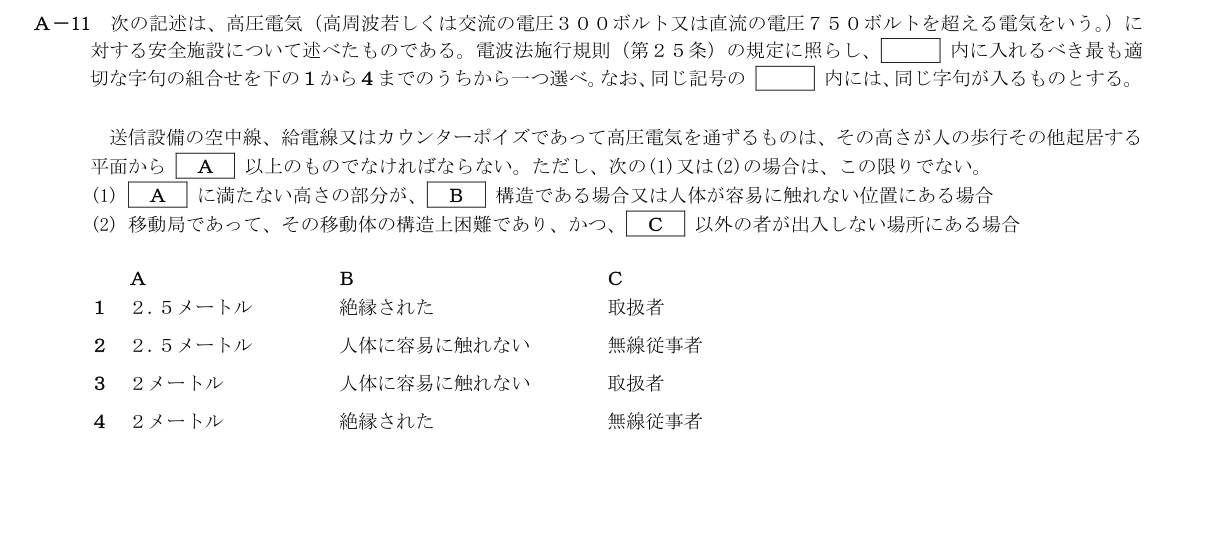 A－11 次の記述は、高圧電気（高周波若しくは交流の電圧３００ボルト又は直流の電圧７５０ボルトを超える電気をいう。）に
対する安全施設について述べたものである。電波法施行規則（第２５条）の規定に照らし、 内に入れるべき最も適
切な字句の組合せを下の1から4までのうちから一つ選べ。なお、同じ記号の 内には、同じ字句が入るものとする。
送信設備の空中線、給電線又はカウンターポイズであって高圧電気を通ずるものは、その高さが人の歩行その他起居する
平面から A 以上のものでなければならない。ただし、次の(1)又は(2)の場合は、この限りでない。
(1) A に満たない高さの部分が、 B 構造である場合又は人体が容易に触れない位置にある場合
(2) 移動局であって、その移動体の構造上困難であり、かつ、 C 以外の者が出入しない場所にある場合
A B C
1 ２.５メートル 絶縁された 取扱者
2 ２.５メートル 人体に容易に触れない 無線従事者
3 ２メートル 人体に容易に触れない 取扱者
4 ２メートル 絶縁された 無線従事者